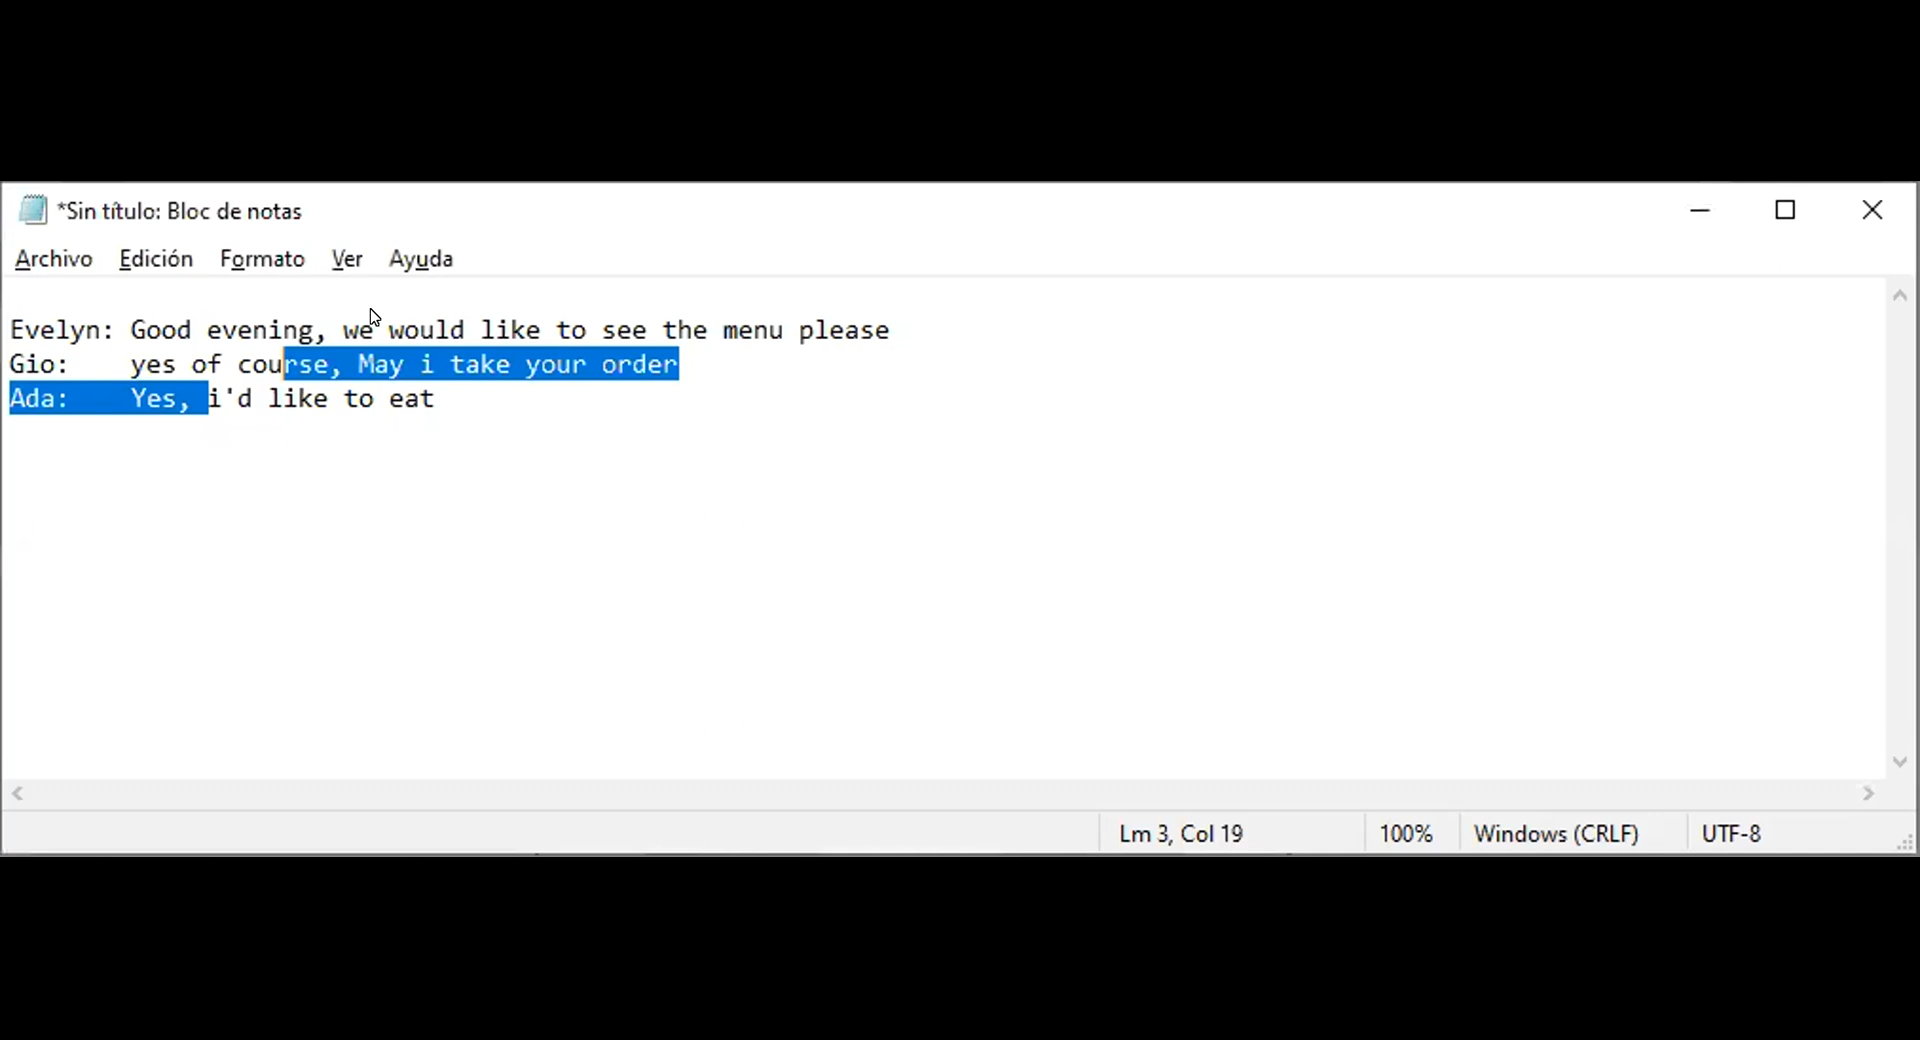 *Sin título: Bloc de notas
Archivo Edición Formato Ver Ayuda
Evelyn: Good evening, we would like to see the menu please
Gio:    yes of course, May i take your order
Ada:    Yes, i'd like to eat
Lm 3, Col 19 100% Windows (CRLF) UTF-8